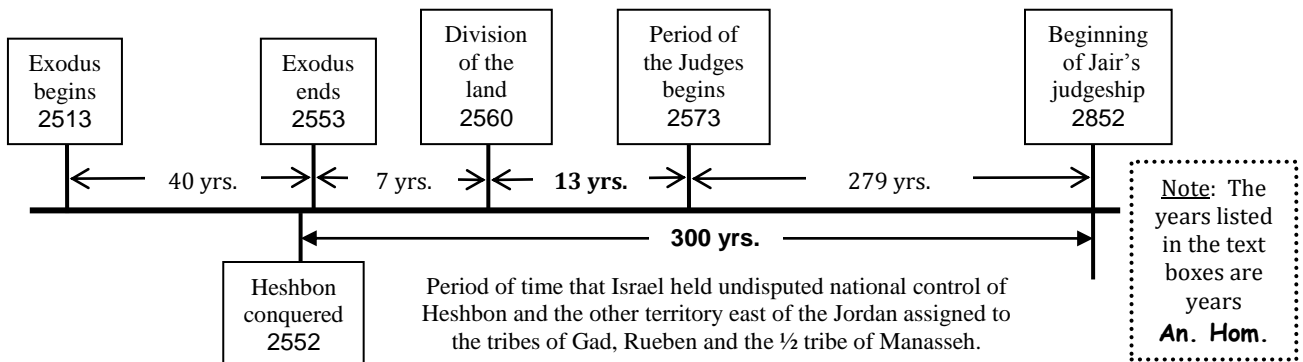 Exodus
begins
2513
Exodus
ends
2553
Division
of the
land
2560
Period of
the Judges
begins
2573
Beginning
of Jair's
judgeship
2852
40 yrs.
7 yrs.
13 yrs.
279 yrs.
300 yrs.
Heshbon
conquered
2552
Period of time that Israel held undisputed national control of
Heshbon and the other territory east of the Jordan assigned to
the tribes of Gad, Rueben and the ½ tribe of Manasseh.
Note: The
years listed
in the text
boxes are
years
An. Hom.